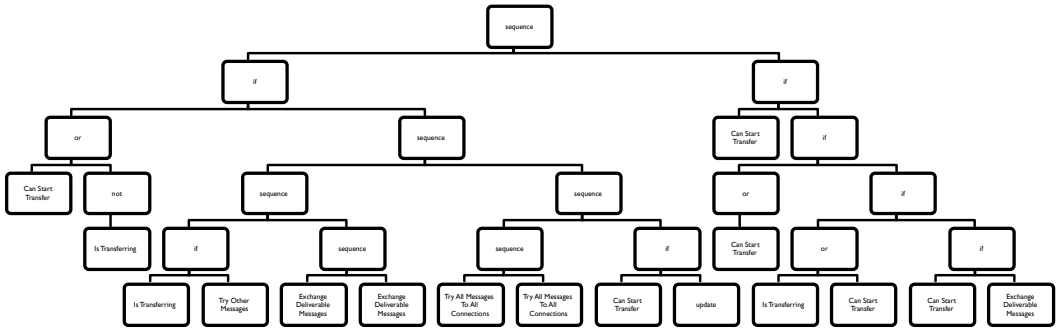 sequence
if
if
or
sequence
Can Start
Transfer
if
Can Start
Transfer
not
sequence
sequence
or
if
Is Transferring
if
sequence
sequence
if
Can Start
Transfer
or
if
Is Transferring
Try Other
Messages
Exchange
Deliverable
Messages
Exchange
Deliverable
Messages
Try All Messages
To All
Connections
Try All Messages
To All
Connections
Can Start
Transfer
update
Is Transferring
Can Start
Transfer
Can Start
Transfer
Exchange
Deliverable
Messages